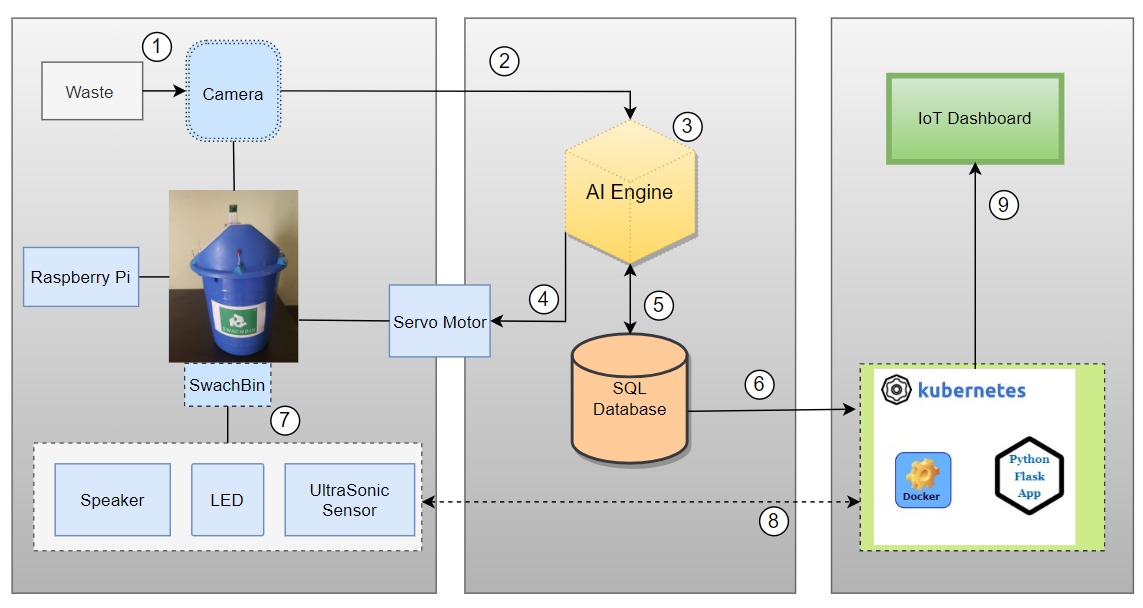 1
2
Waste
Camera
3
IoT Dashboard
AI Engine
9
Raspberry Pi
4
5
Servo Motor
SWACHBIN
SwachBin
7
SQL
Database
6
kubernetes
Speaker
LED
UltraSonic
Sensor
Docker
Python
Flask
App
8